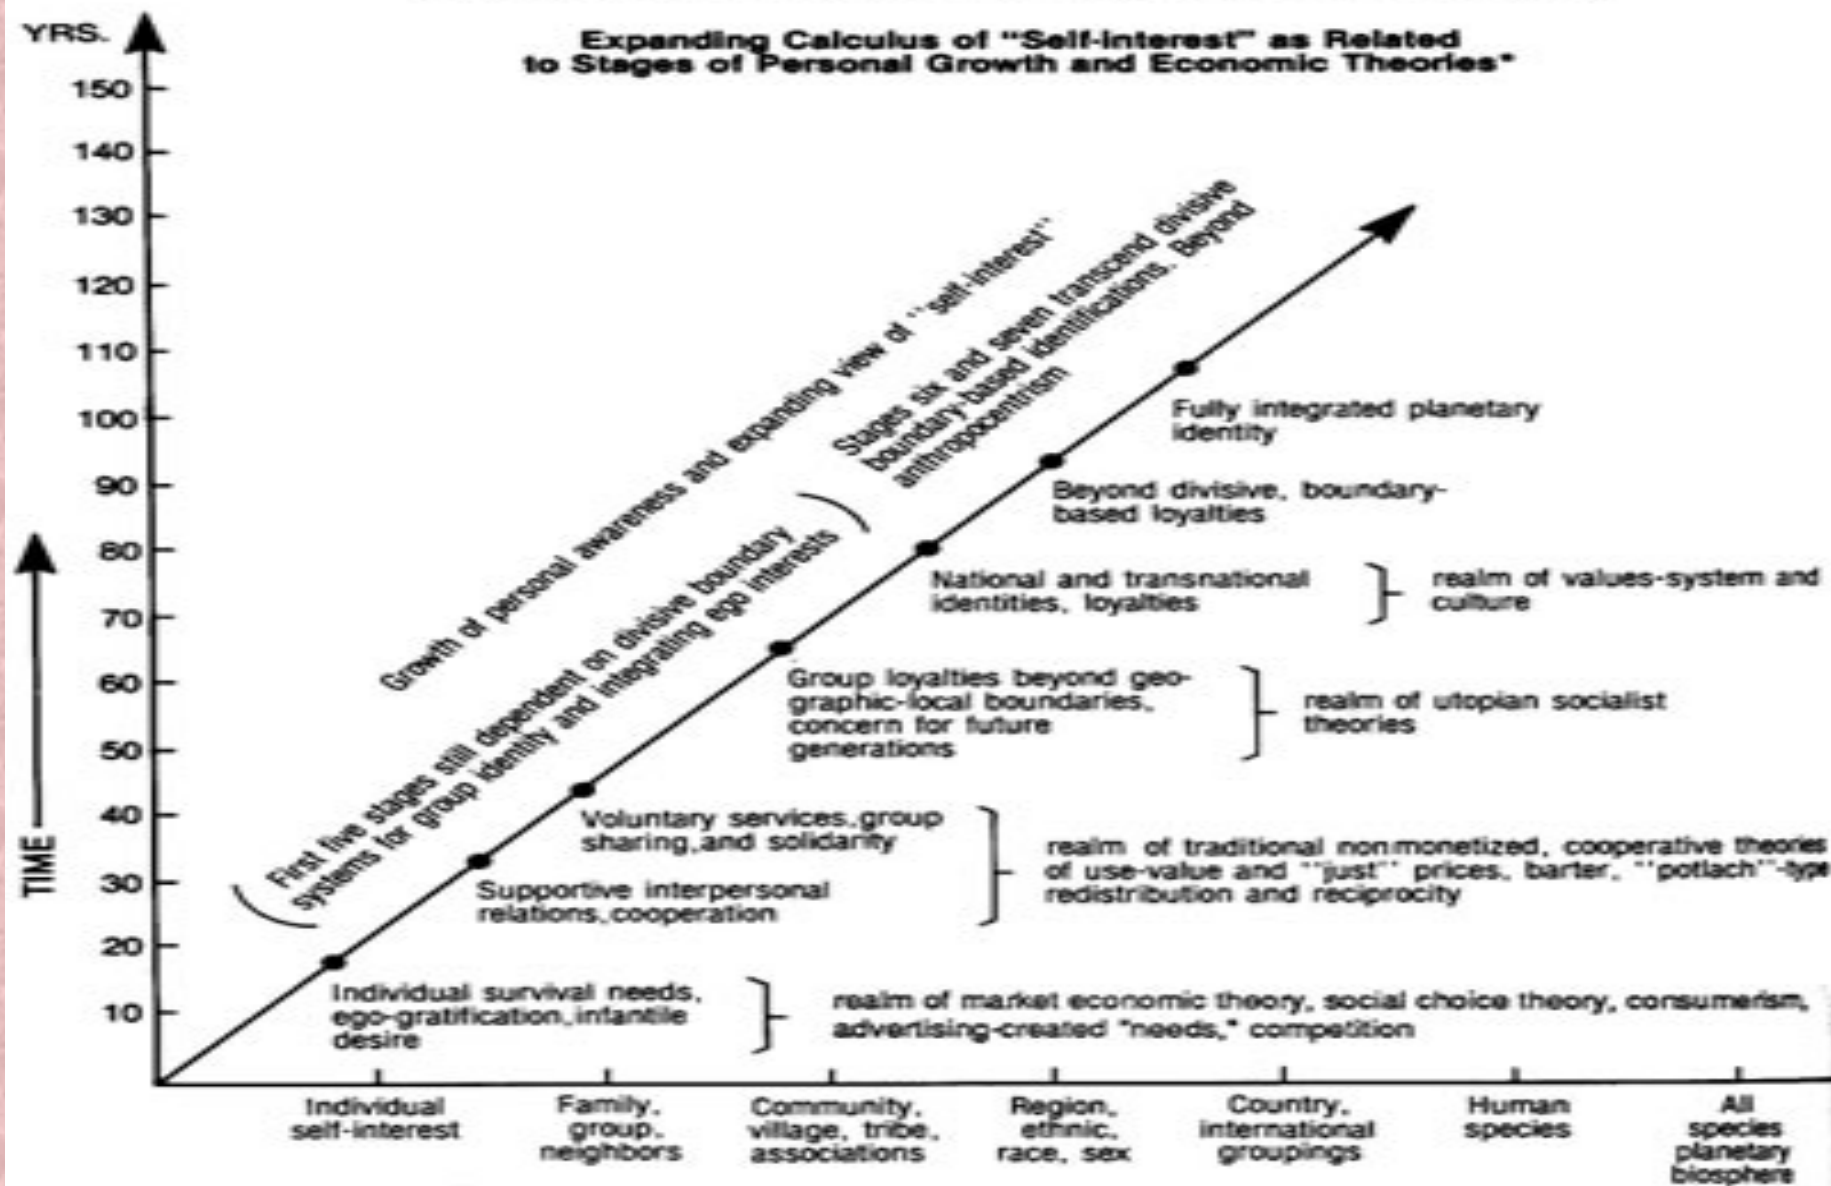 Expanding Calculus of "Self-interest" as Related
to Stages of Personal Growth and Economic Theories*
YRS.
150
140
130
120
110
100
90
80
70
60
50
40
30
20
10
TIME
Growth of personal awareness and expanding view of "self-interest"
Stages six and seven transcend divisive
boundary-based identifications. Beyond
anthropocentrism
First five stages still dependent on divisive boundary
systems for group identity and integrating ego interests
Fully integrated planetary
identity
Beyond divisive, boundary-
based loyalties
National and transnational
identities, loyalties
realm of values-system and
culture
Group loyalties beyond geo-
graphic-local boundaries,
concern for future
generations
realm of utopian socialist
theories
Voluntary services, group
sharing, and solidarity
Supportive interpersonal
relations, cooperation
realm of traditional nonmonetized, cooperative theories
of use-value and "just" prices, barter, "potlach"-type
redistribution and reciprocity
Individual survival needs,
ego-gratification, infantile
desire
realm of market economic theory, social choice theory, consumerism,
advertising-created "needs," competition
Individual
self-interest
Family,
group,
neighbors
Community,
village, tribe,
associations
Region,
ethnic,
race, sex
Country,
international
groupings
Human
species
All
species
planetary
biosphere